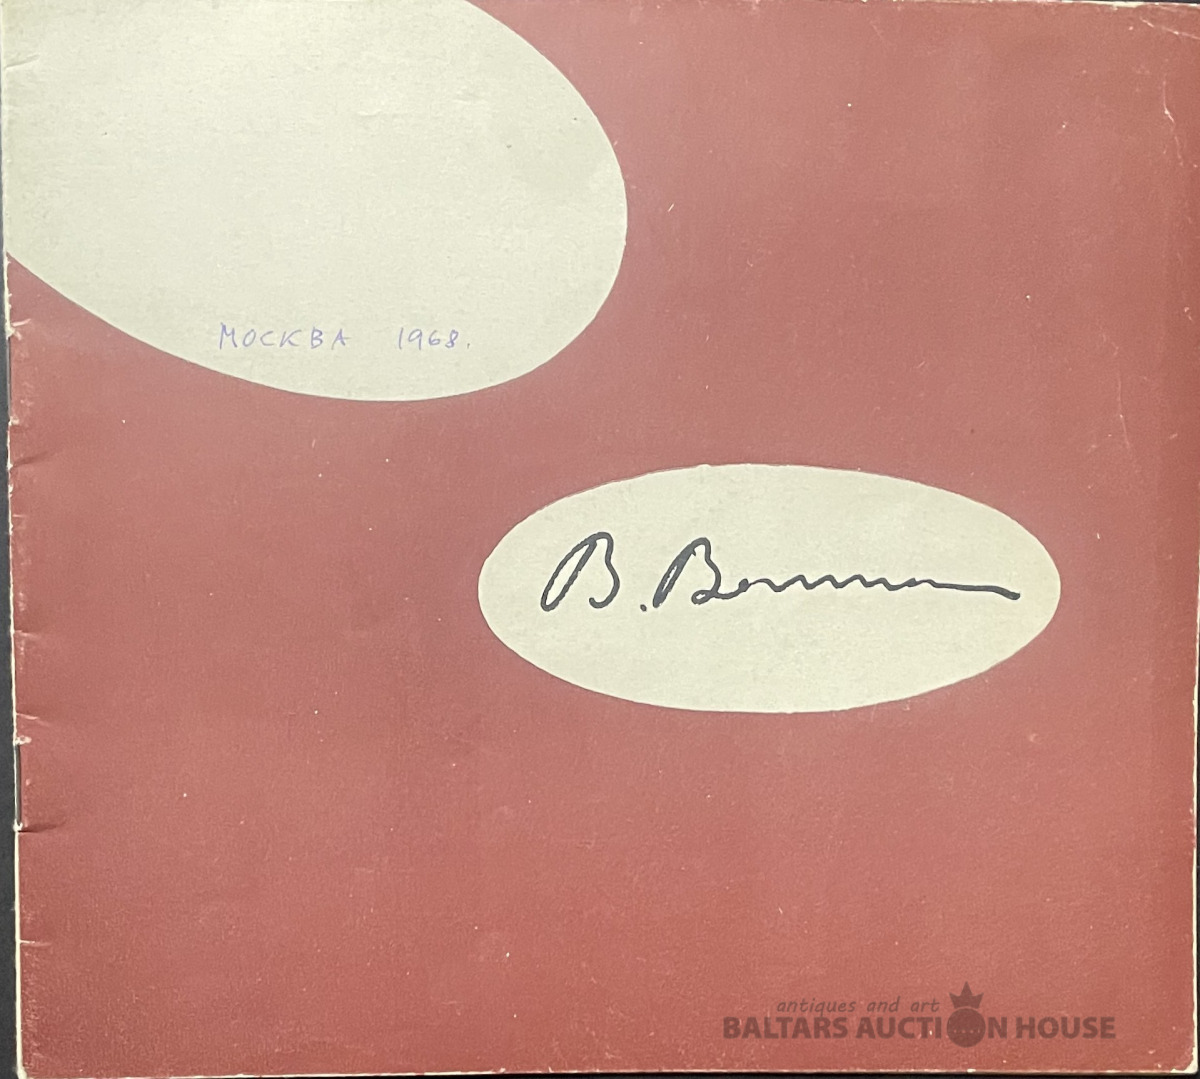 МОСКВА 1968.
В.
antiques and art
BALTARS AUCTION HOUSE